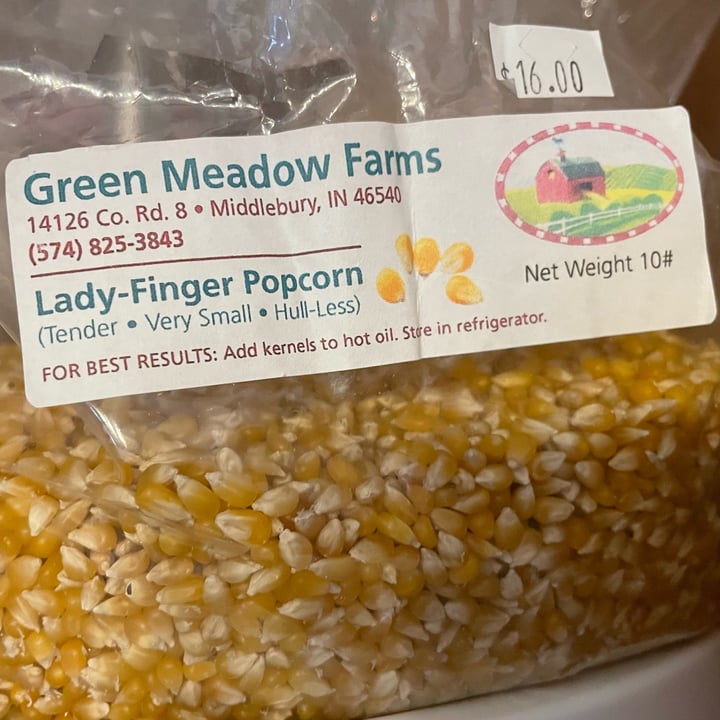 ¢16.00
Green Meadow Farms
14126 Co. Rd. 8 • Middlebury, IN 46540
(574) 825-3843
Lady-Finger Popcorn
(Tender • Very Small • Hull-Less)
Net Weight 10#
FOR BEST RESULTS: Add kernels to hot oil. Store in refrigerator.